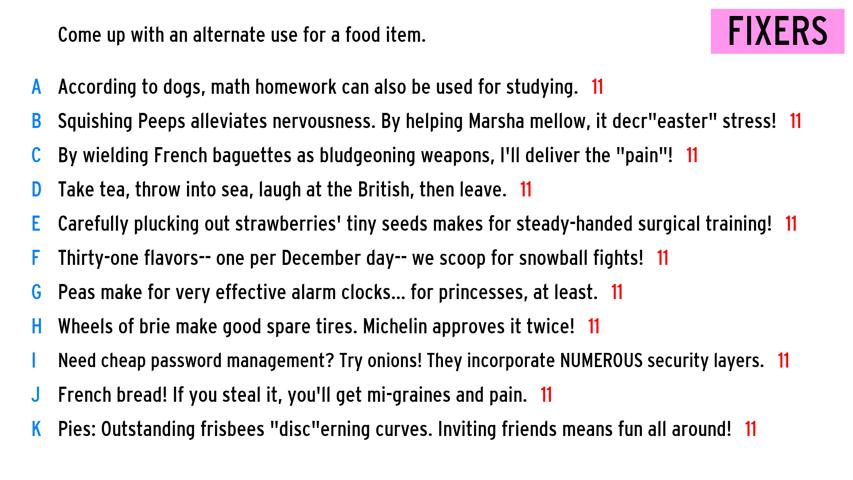 Come up with an alternate use for a food item.
FIXERS
A According to dogs, math homework can also be used for studying. 11
B Squishing Peeps alleviates nervousness. By helping Marsha mellow, it decr"easter" stress! 11
C By wielding French baguettes as bludgeoning weapons, I'll deliver the "pain"! 11
D Take tea, throw into sea, laugh at the British, then leave. 11
E Carefully plucking out strawberries' tiny seeds makes for steady-handed surgical training! 11
F Thirty-one flavors-- one per December day-- we scoop for snowball fights! 11
G Peas make for very effective alarm clocks... for princesses, at least. 11
H Wheels of brie make good spare tires. Michelin approves it twice! 11
I Need cheap password management? Try onions! They incorporate NUMEROUS security layers. 11
J French bread! If you steal it, you'll get mi-graines and pain. 11
K Pies: Outstanding frisbees "disc"erning curves. Inviting friends means fun all around! 11